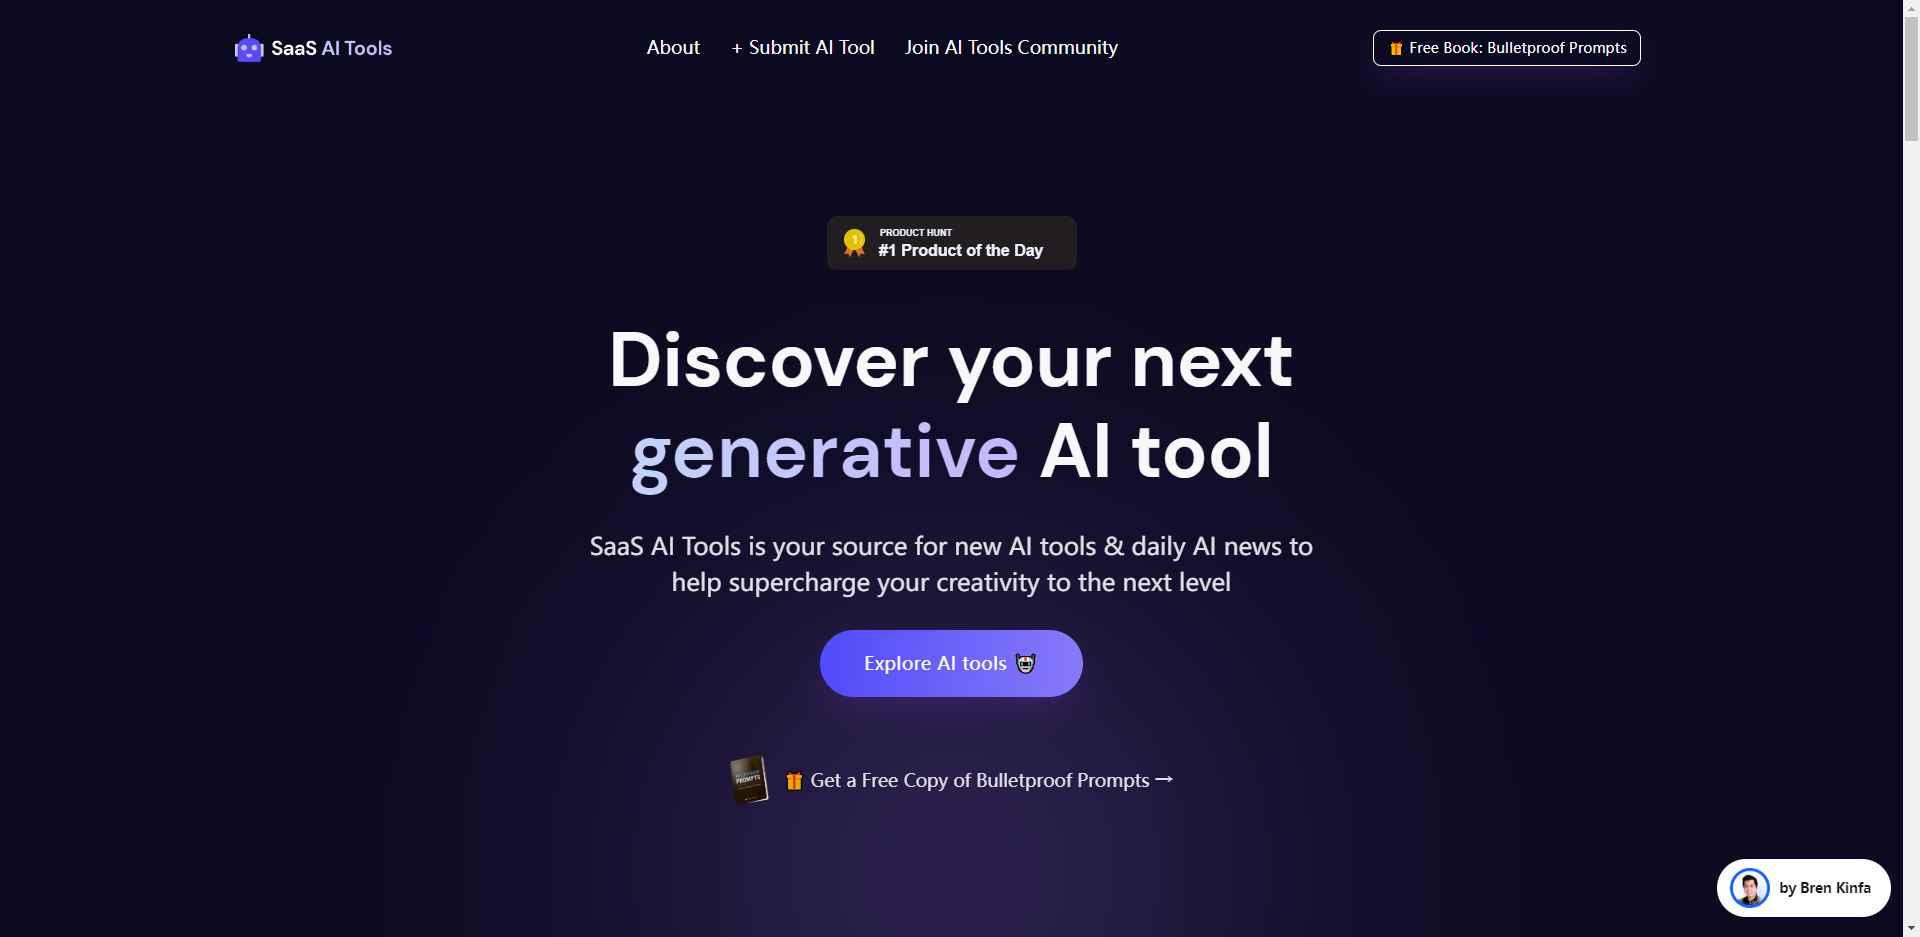 SaaS AI Tools
About
+ Submit AI Tool
Join AI Tools Community
Free Book: Bulletproof Prompts
1
PRODUCT HUNT
#1 Product of the Day
Discover your next
generative AI tool
SaaS AI Tools is your source for new AI tools & daily AI news to
help supercharge your creativity to the next level
Explore AI tools
PROMPTS
Get a Free Copy of Bulletproof Prompts →
by Bren Kinfa